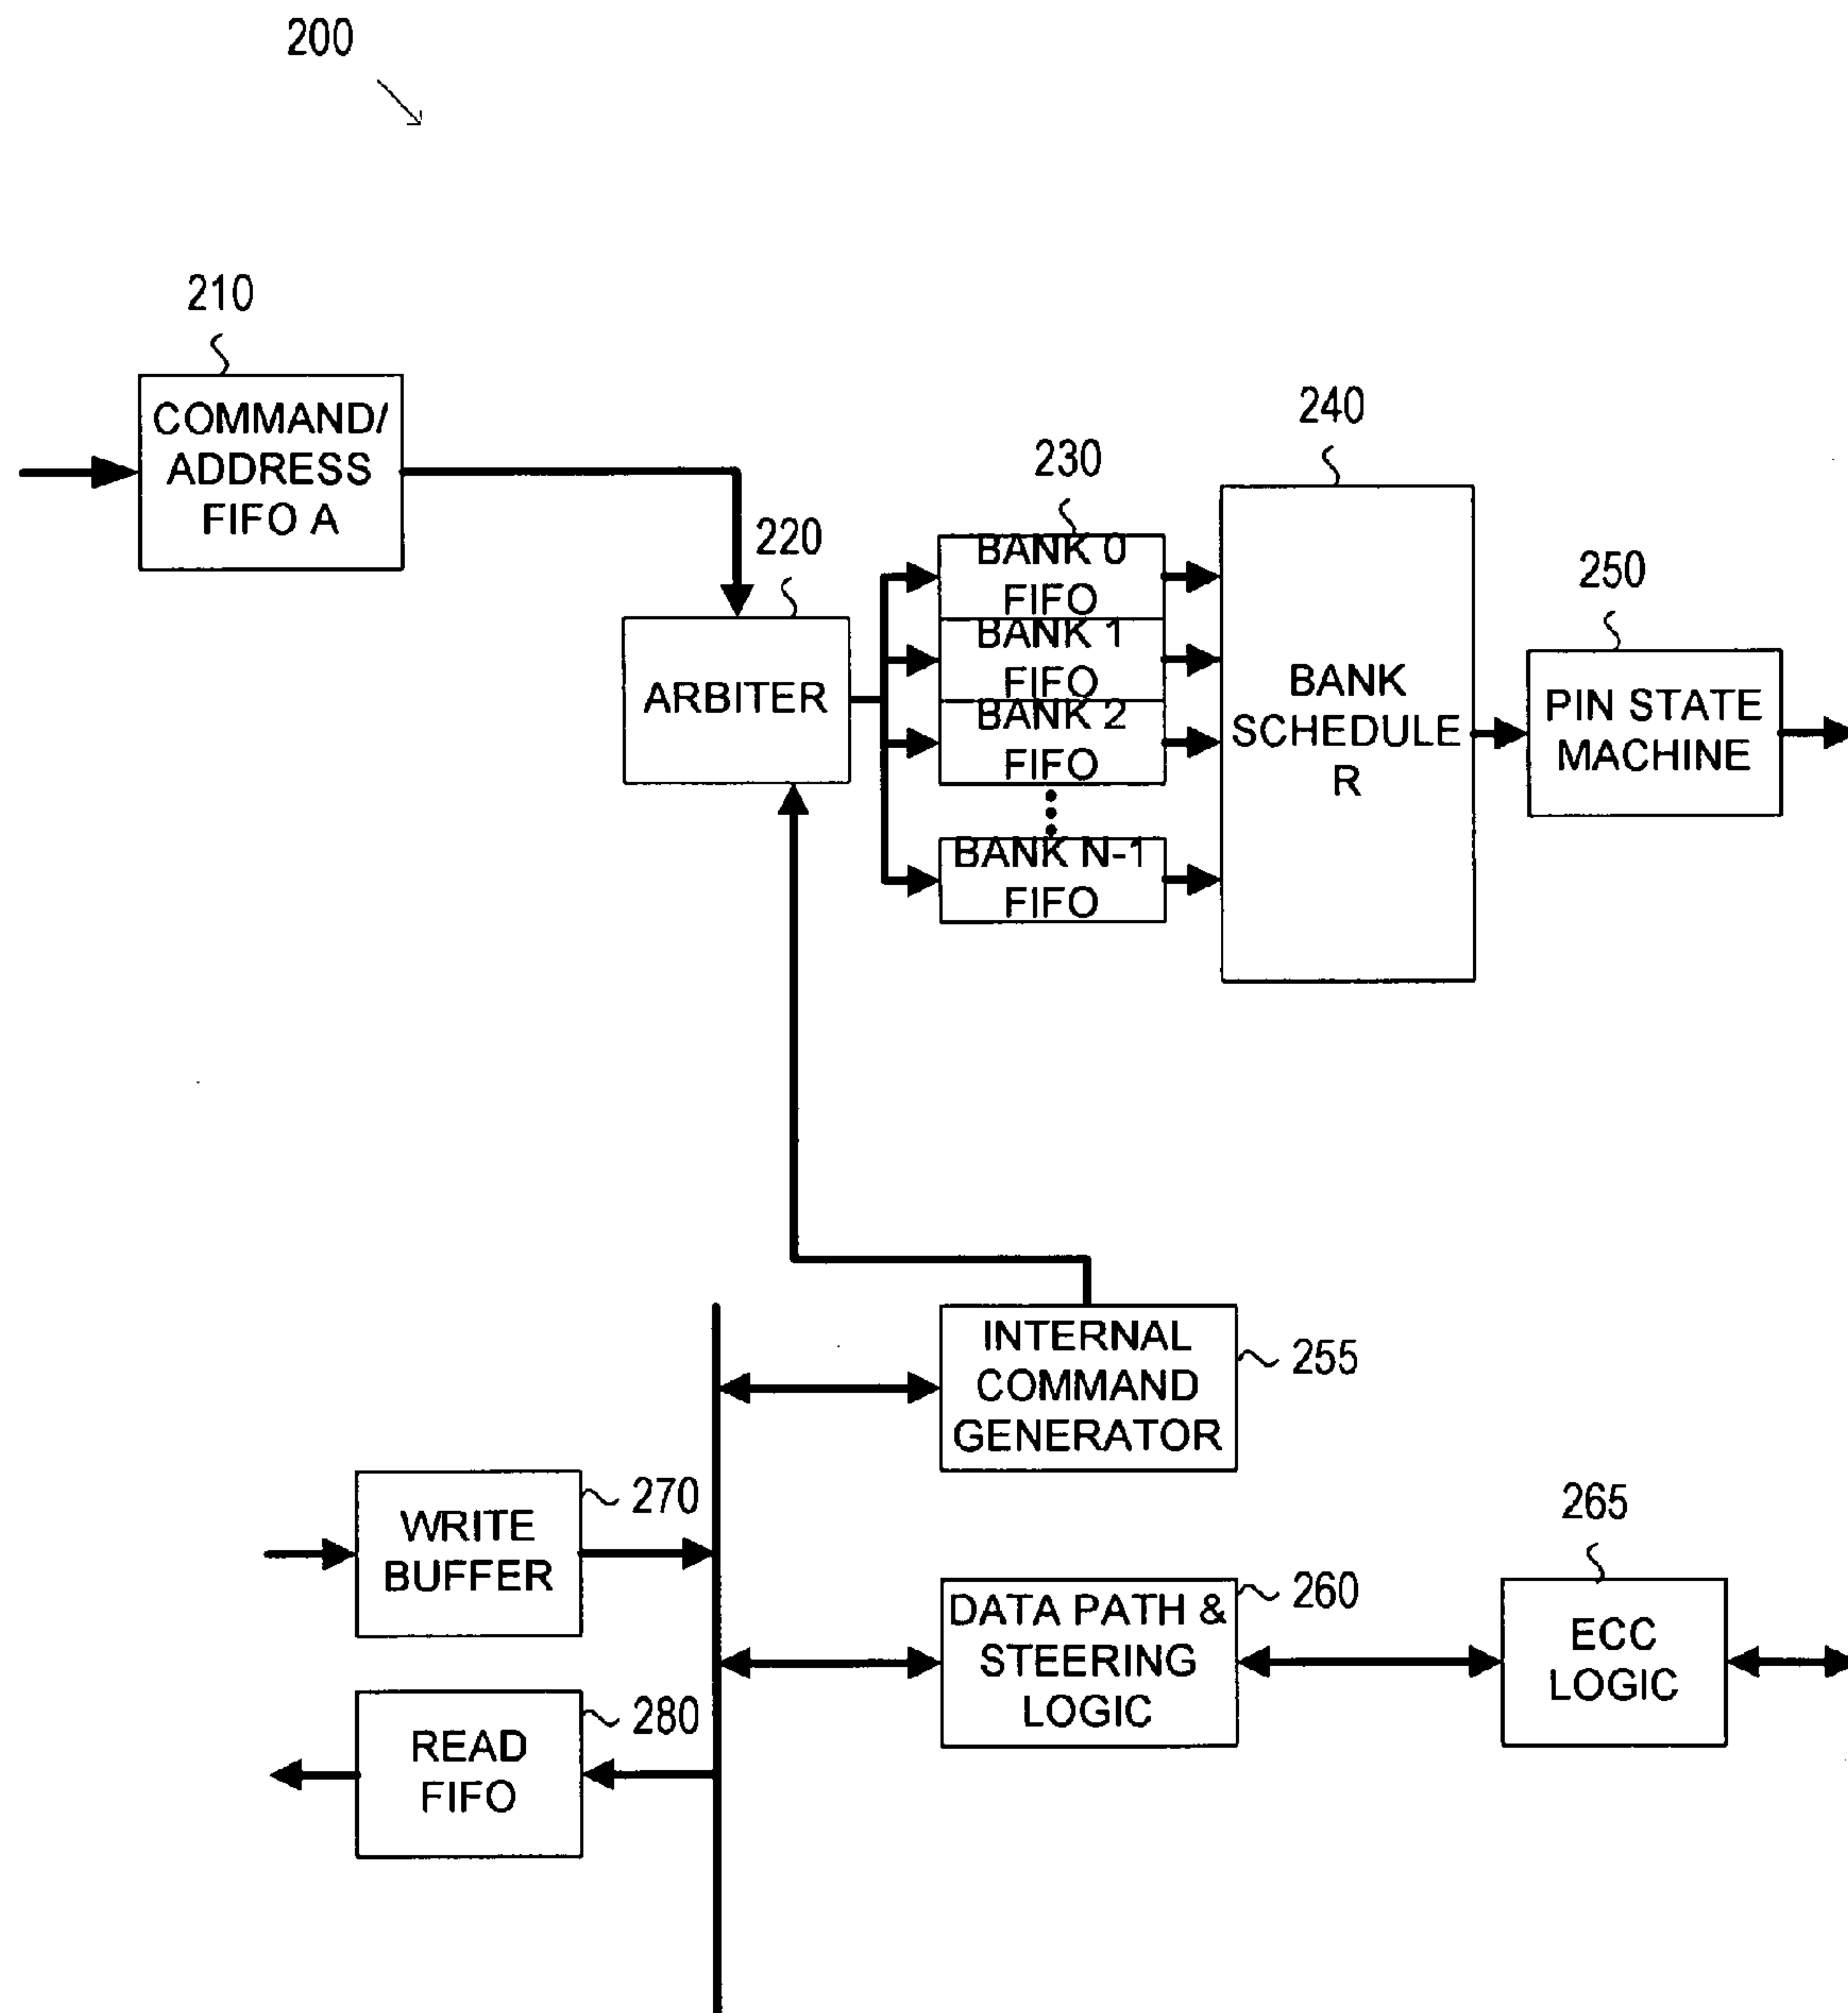 200
210
COMMAND/
ADDRESS
FIFO A
220
ARBITER
230
BANK 0
FIFO
BANK 1
FIFO
BANK 2
FIFO
BANK N-1
FIFO
240
BANK
SCHEDULE
R
250
PIN STATE
MACHINE
INTERNAL
COMMAND
GENERATOR
255
WRITE
BUFFER
270
DATA PATH &
STEERING
LOGIC
260
265
ECC
LOGIC
READ
FIFO
280